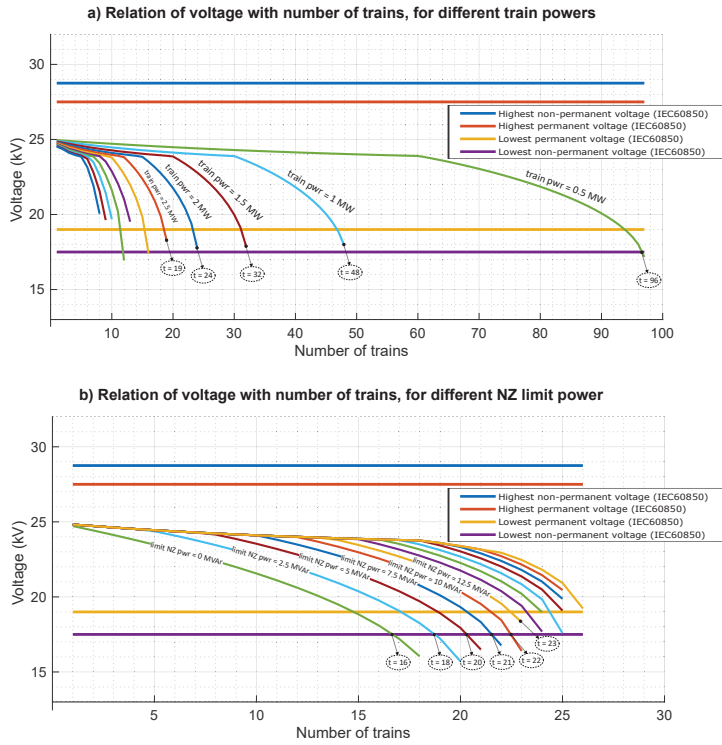 a) Relation of voltage with number of trains, for different train powers
Voltage (kV)
30
25
20
15
Highest non-permanent voltage (IEC60850)
Highest permanent voltage (IEC60850)
Lowest permanent voltage (IEC60850)
Lowest non-permanent voltage (IEC60850)
train pwr =2.5 MW
train pwr = 2 MW
train pwr = 1.5 MW
train pwr = 1 MW
train pwr = 0.5 MW
t = 19
t = 24
t = 32
t =48
t =96
10 20 30 40 50 60 70 80 90 100
Number of trains
b) Relation of voltage with number of trains, for different NZ limit power
Voltage (kV)
30
25
20
15
Highest non-permanent voltage (IEC60850)
Highest permanent voltage (IEC60850)
Lowest permanent voltage (IEC60850)
Lowest non-permanent voltage (IEC60850)
limit NZ pwr = 0 MVAr
limit NZ pwr = 2.5 MVAr
limit NZ pwr = 5 MVAr
limit NZ pwr = 7.5 MVAr
limit NZ pwr = 10 MVAr
limit NZ pwr = 12.5 MVAr
t = 16
t = 18
t = 20
t = 21
t = 22
t = 23
5 10 15 20 25 30
Number of trains